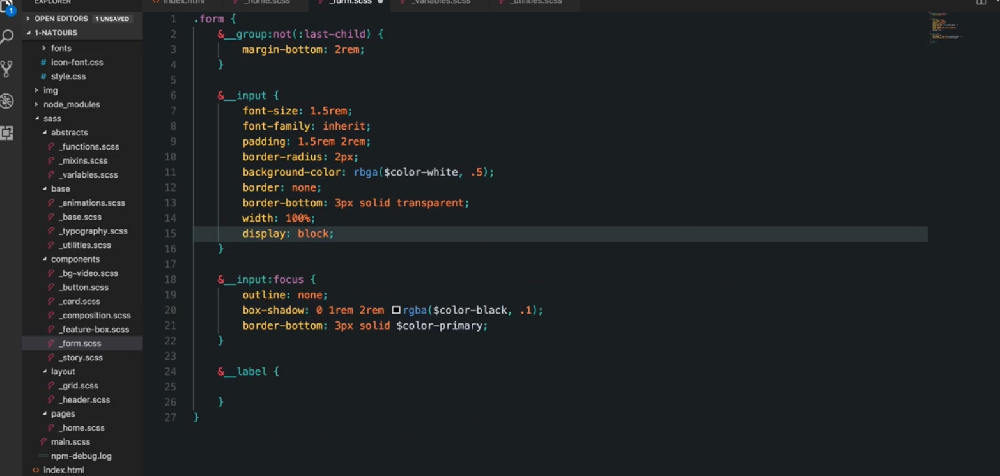 EXPLORER
OPEN EDITORS 1 UNSAVED
1-NATOURS
fonts
# icon-font.css
# style.css
img
node_modules
sass
abstracts
_functions.scss
_mixins.scss
_variables.scss
base
_animations.scss
_base.scss
_typography.scss
_utilities.scss
components
_bg-video.scss
_button.scss
_card.scss
_composition.scss
_feature-box.scss
_form.scss
_story.scss
layout
_grid.scss
_header.scss
pages
_home.scss
main.scss
npm-debug.log
<> index.html
1
<> index.html _home.scss _form.scss _variables.scss _utilities.scss
1 .form {
2 &__group:not(:last-child) {
3 margin-bottom: 2rem;
4 }
5
6 &__input {
7 font-size: 1.5rem;
8 font-family: inherit;
9 padding: 1.5rem 2rem;
10 border-radius: 2px;
11 background-color: rbga($color-white, .5);
12 border: none;
13 border-bottom: 3px solid transparent;
14 width: 100%;
15 display: block;
16 }
17
18 &__input:focus {
19 outline: none;
20 box-shadow: 0 1rem 2rem rgba($color-black, .1);
21 border-bottom: 3px solid $color-primary;
22 }
23
24 &__label {
25
26 }
27 }